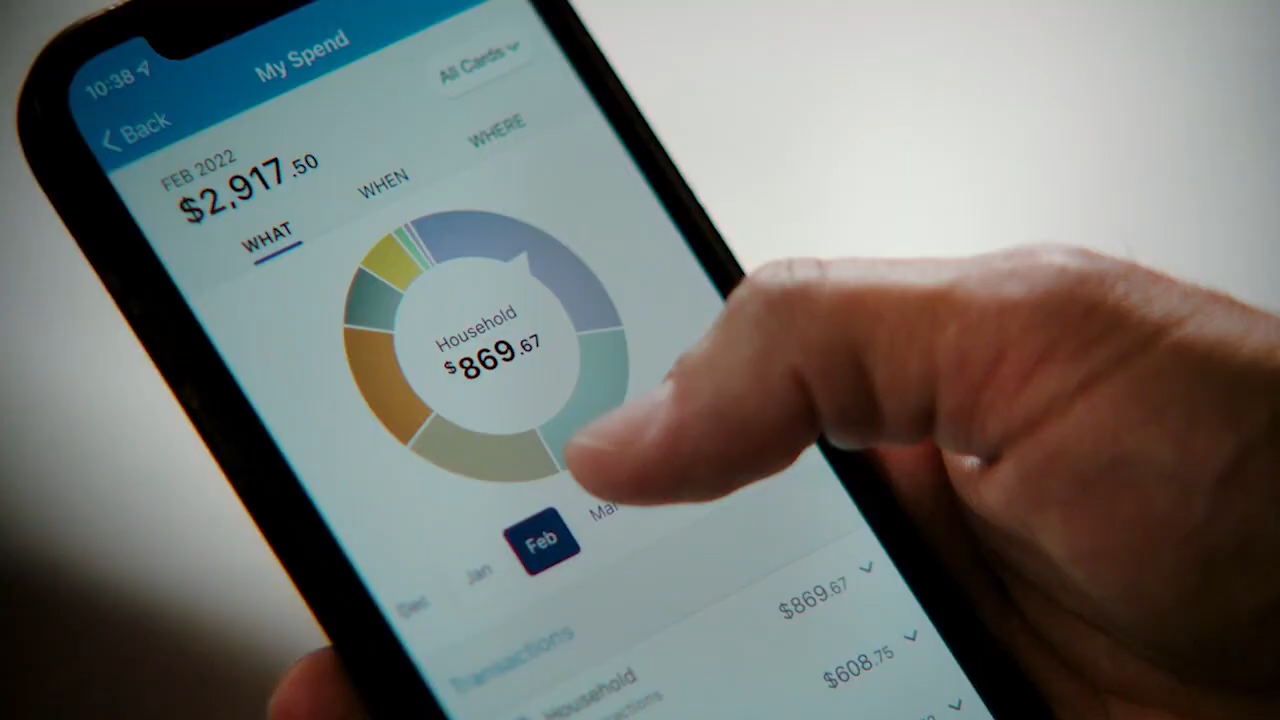 10:38
My Spend
Back
All Cards
FEB 2022
$2,917.50
WHAT
WHEN
WHERE
Household
$869.67
Jan
Feb
Mar
Transactions
$869.67
Household
$608.75